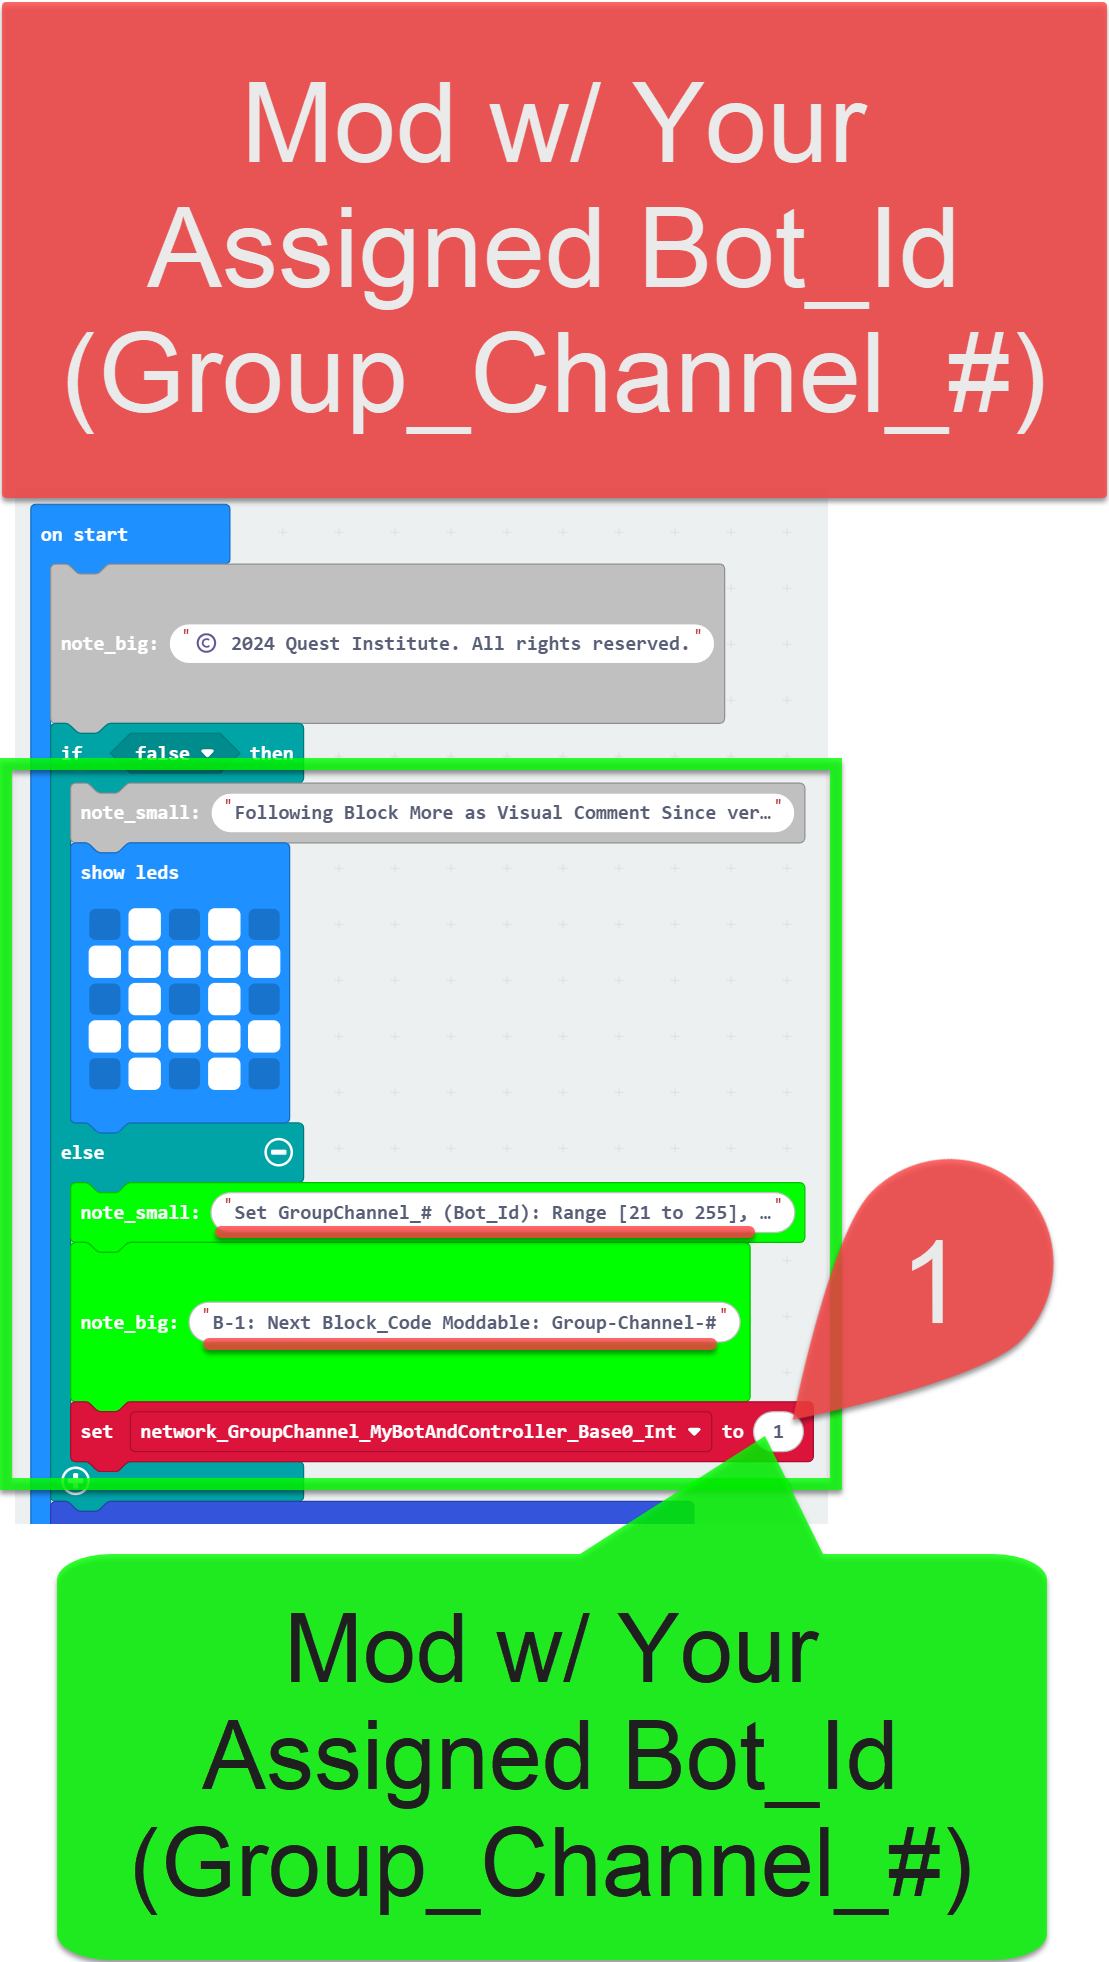 Mod w/ Your
Assigned Bot_Id
(Group_Channel_#)
on start
note_big: "© 2024 Quest Institute. All rights reserved."
if false then
note_small: "Following Block More as Visual Comment Since ver…"
show leds
else
note_small: "Set GroupChannel_# (Bot_Id): Range [21 to 255], …"
1
note_big: "B-1: Next Block_Code Moddable: Group-Channel-#"
set network_GroupChannel_MyBotAndController_Base0_Int to 1
Mod w/ Your
Assigned Bot_Id
(Group_Channel_#)